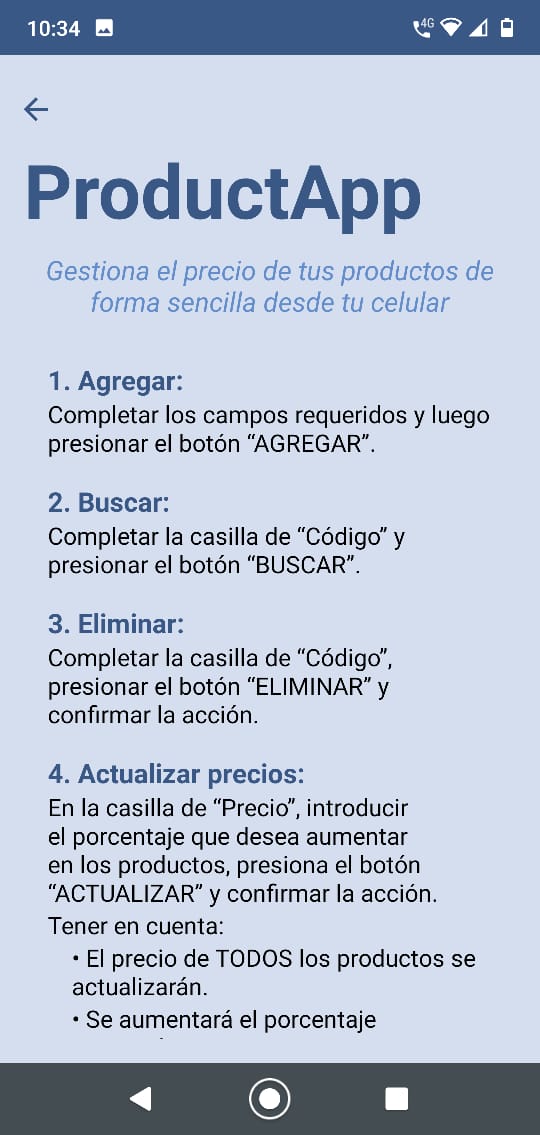 10:34
4G
ProductApp
Gestiona el precio de tus productos de
forma sencilla desde tu celular
1. Agregar:
Completar los campos requeridos y luego
presionar el botón “AGREGAR”.
2. Buscar:
Completar la casilla de “Código” y
presionar el botón “BUSCAR”.
3. Eliminar:
Completar la casilla de “Código”,
presionar el botón “ELIMINAR” y
confirmar la acción.
4. Actualizar precios:
En la casilla de “Precio”, introducir
el porcentaje que desea aumentar
en los productos, presiona el botón
“ACTUALIZAR” y confirmar la acción.
Tener en cuenta:
• El precio de TODOS los productos se
actualizarán.
• Se aumentará el porcentaje